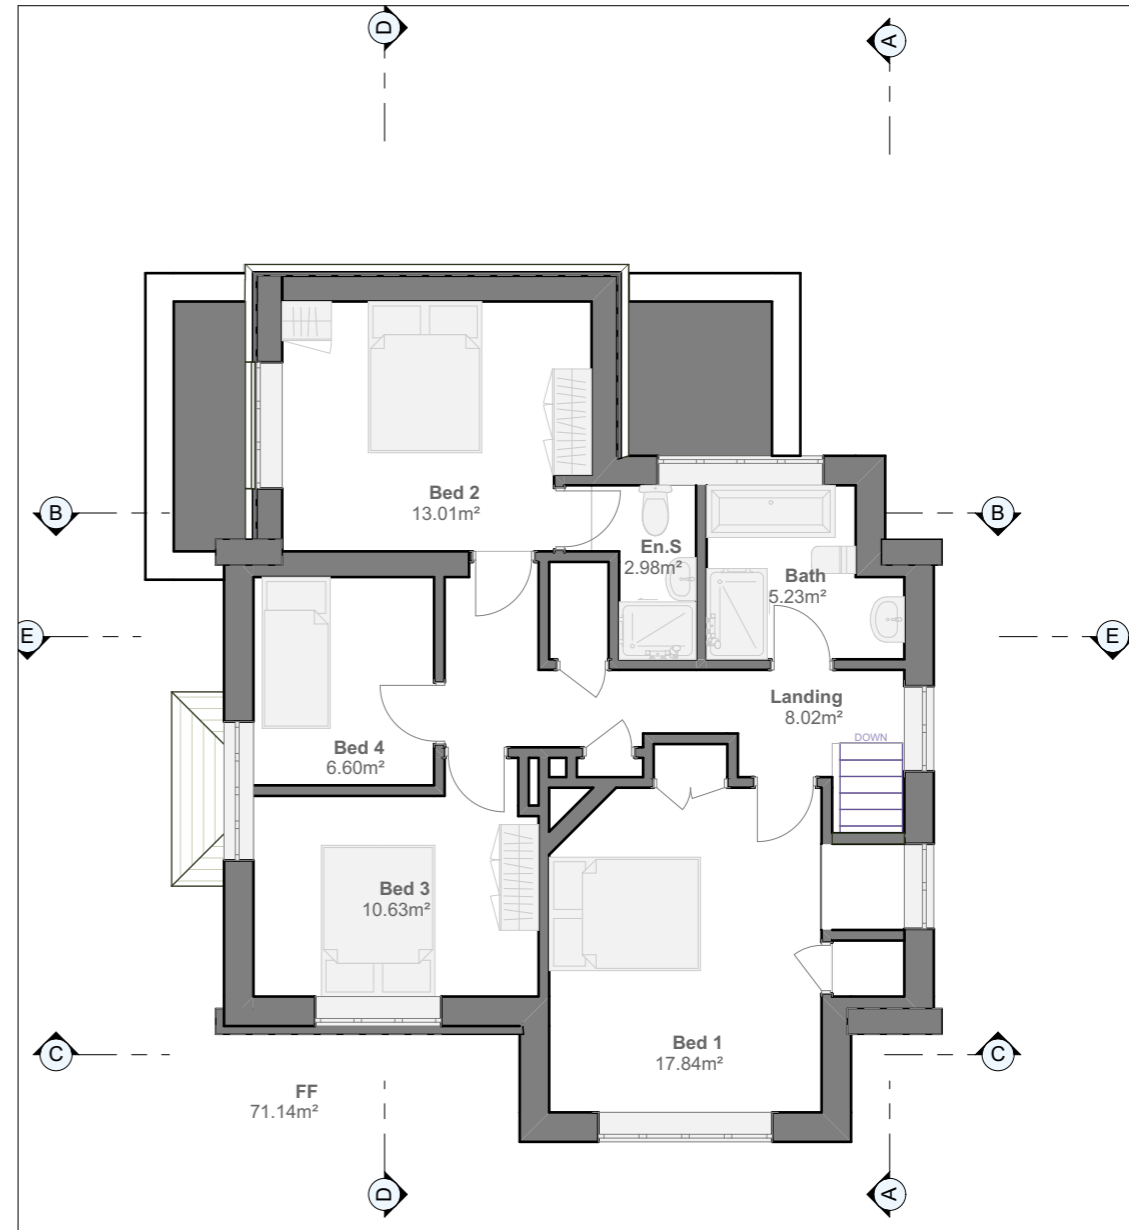 D
A
Bed 2
13.01m²
B
B
En.S
2.98m²
Bath
5.23m²
E
E
Landing
8.02m²
DOWN
Bed 4
6.60m²
Bed 3
10.63m²
Bed 1
17.84m²
C
C
FF
71.14m²
D
A